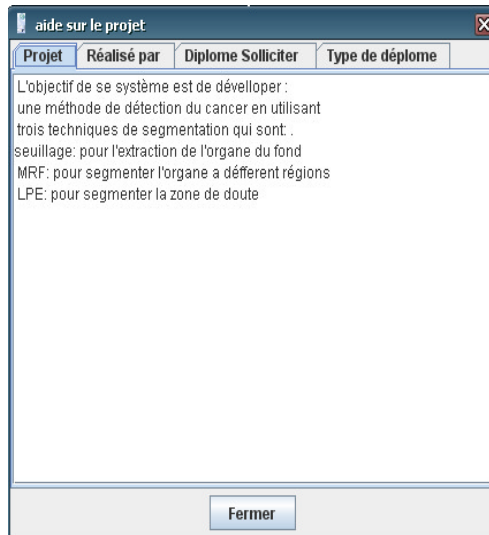 aide sur le projet
Projet Réalisé par Diplome Solliciter Type de déplome
L'objectif de se système est de dévelloper :
une méthode de détection du cancer en utilisant
trois techniques de segmentation qui sont: .
seuillage: pour l'extraction de l'organe du fond
MRF: pour segmenter l'organe a défferent régions
LPE: pour segmenter la zone de doute
Fermer